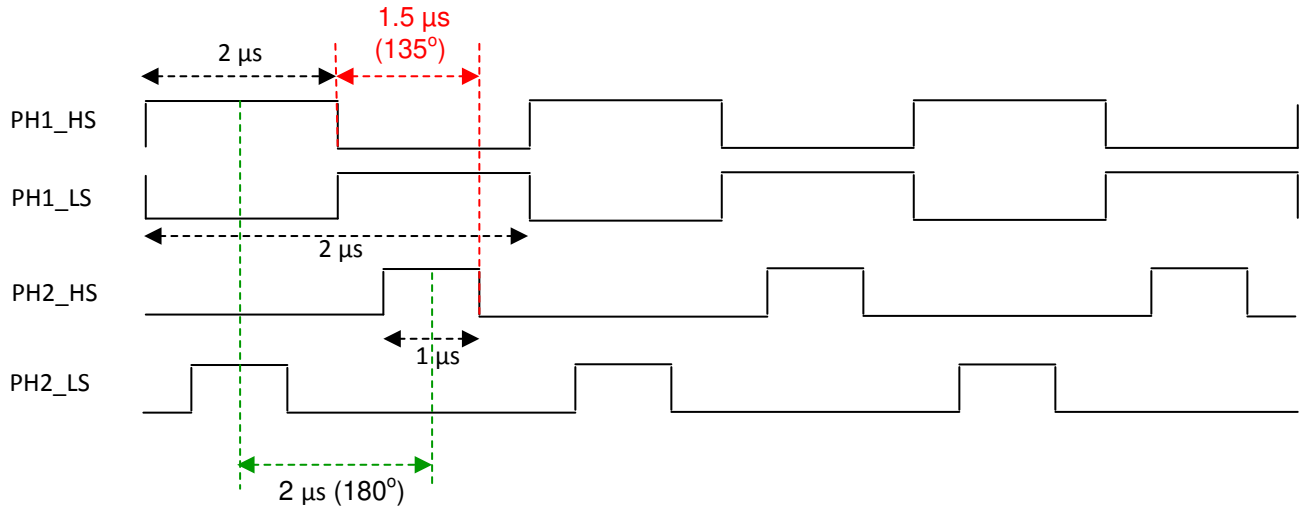 1.5 µs
(135°)
2 µs
PH1_HS
PH1_LS
2 µs
PH2_HS
1 µs
PH2_LS
2 µs (180°)